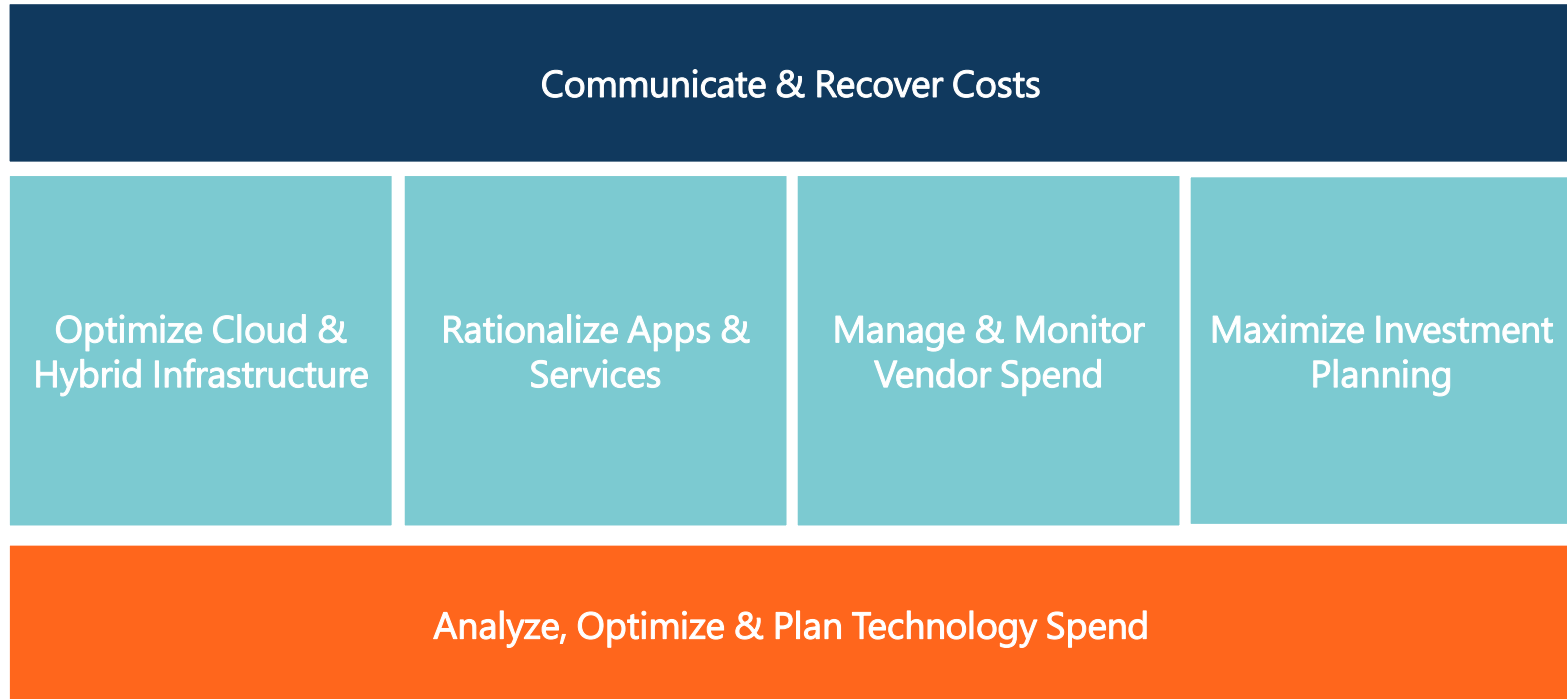 Communicate & Recover Costs
Optimize Cloud &
Hybrid Infrastructure
Rationalize Apps &
Services
Manage & Monitor
Vendor Spend
Maximize Investment
Planning
Analyze, Optimize & Plan Technology Spend